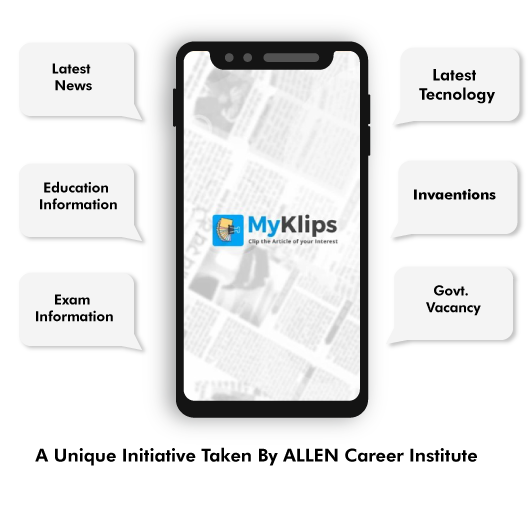 Latest
News
Latest
Tecnology
Education
Information
Invaentions
MyKlips
Clip the Article of your Interest
Exam
Information
Govt.
Vacancy
A Unique Initiative Taken By ALLEN Career Institute